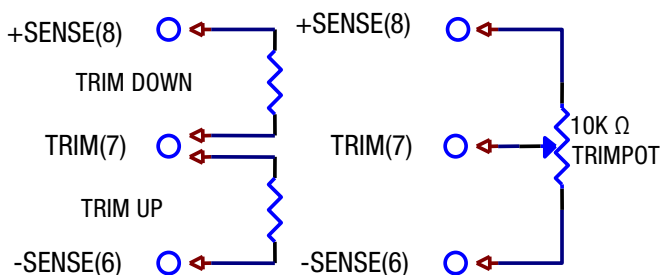 +SENSE(8)
TRIM DOWN
TRIM(7)
TRIM UP
-SENSE(6)
+SENSE(8)
10K Ω
TRIM(7)
TRIMPOT
-SENSE(6)